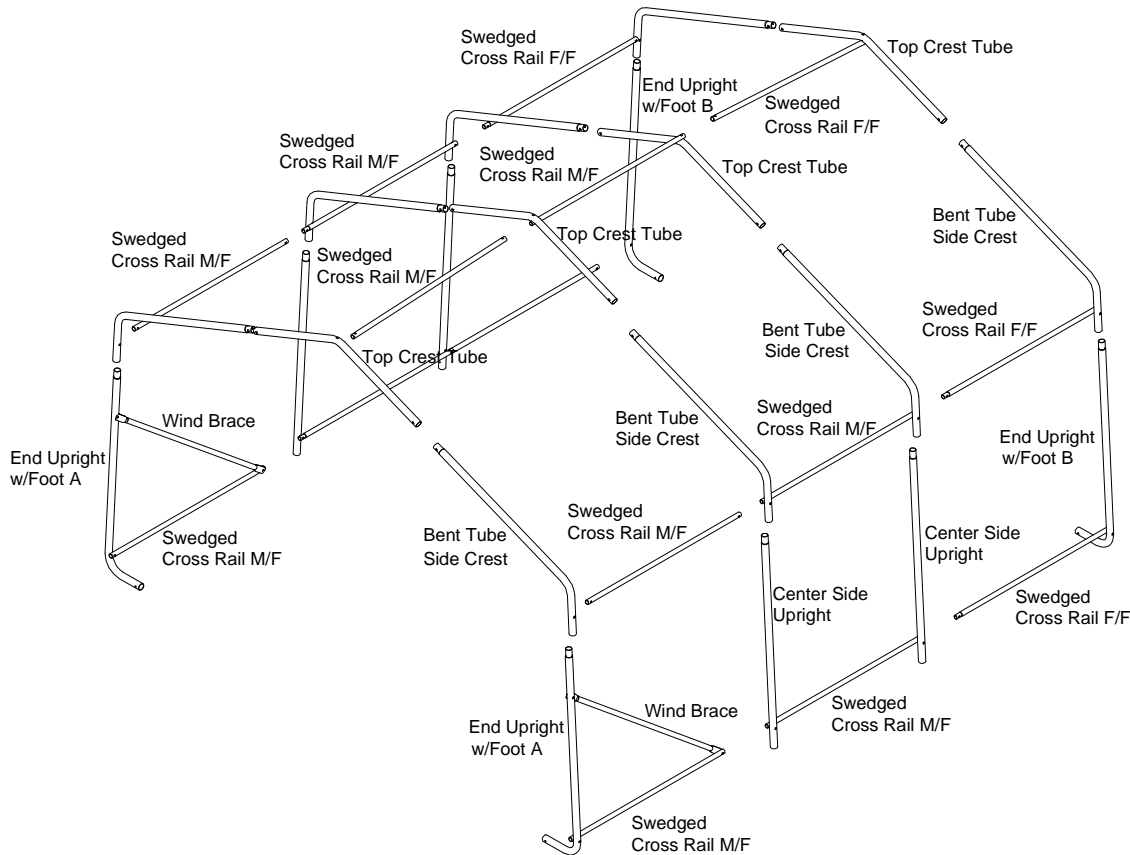 Swedged
Cross Rail F/F
Top Crest Tube
End Upright
w/Foot B
Swedged
Cross Rail F/F
Swedged
Cross Rail M/F
Swedged
Cross Rail M/F
Top Crest Tube
Bent Tube
Side Crest
Swedged
Cross Rail M/F
Swedged
Cross Rail M/F
Top Crest Tube
Swedged
Cross Rail F/F
Bent Tube
Side Crest
Top Crest Tube
Wind Brace
Bent Tube
Side Crest
Swedged
Cross Rail M/F
End Upright
w/Foot B
End Upright
w/Foot A
Swedged
Cross Rail M/F
Bent Tube
Side Crest
Swedged
Cross Rail M/F
Center Side
Upright
Center Side
Upright
Swedged
Cross Rail F/F
Swedged
Cross Rail M/F
Wind Brace
End Upright
w/Foot A
Swedged
Cross Rail M/F